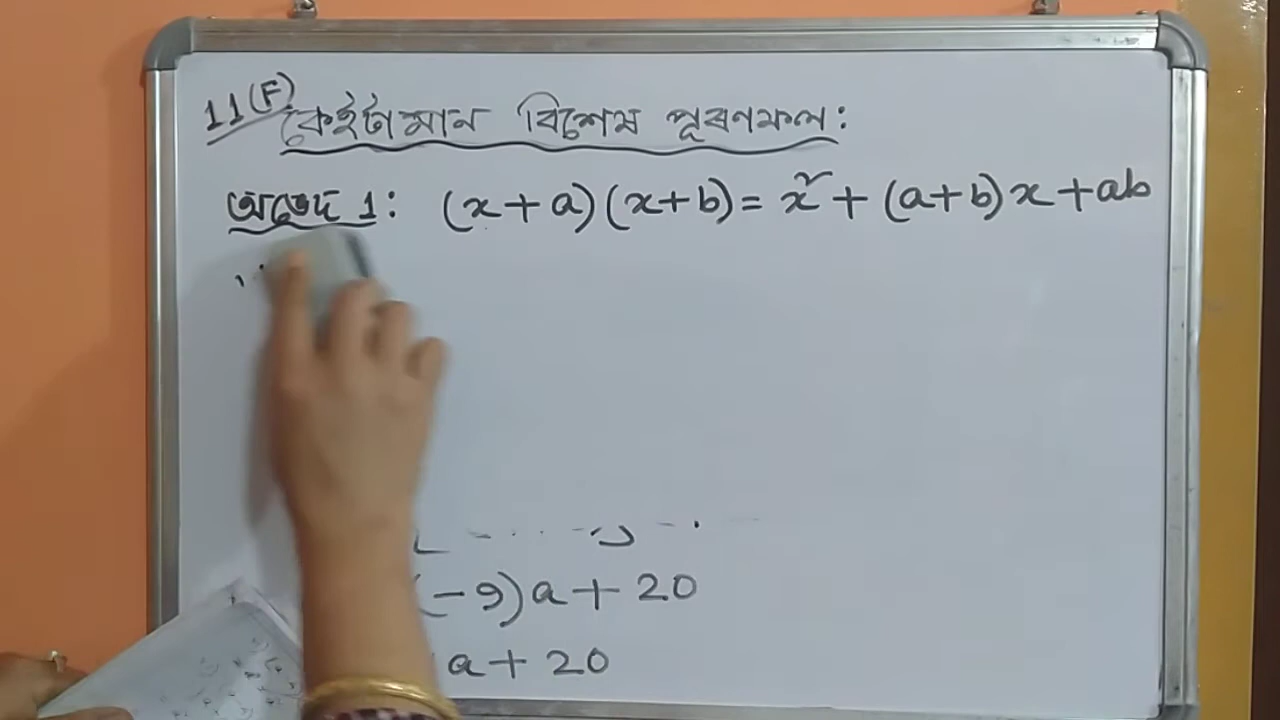 11(F) কেইটামান বিশেষ পূৰণফল:
অভেদ 1: (x+a)(x+b)= x² + (a+b)x +ab
(-9)a + 20
a + 20